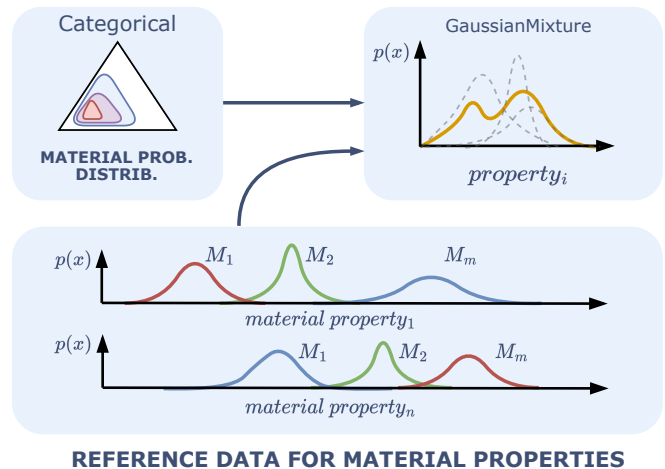 Categorical
MATERIAL PROB.
DISTRIB.
GaussianMixture
p(x)
property_i
p(x)
M_1
M_2
M_m
material property_1
p(x)
M_1
M_2
M_m
material property_n
REFERENCE DATA FOR MATERIAL PROPERTIES